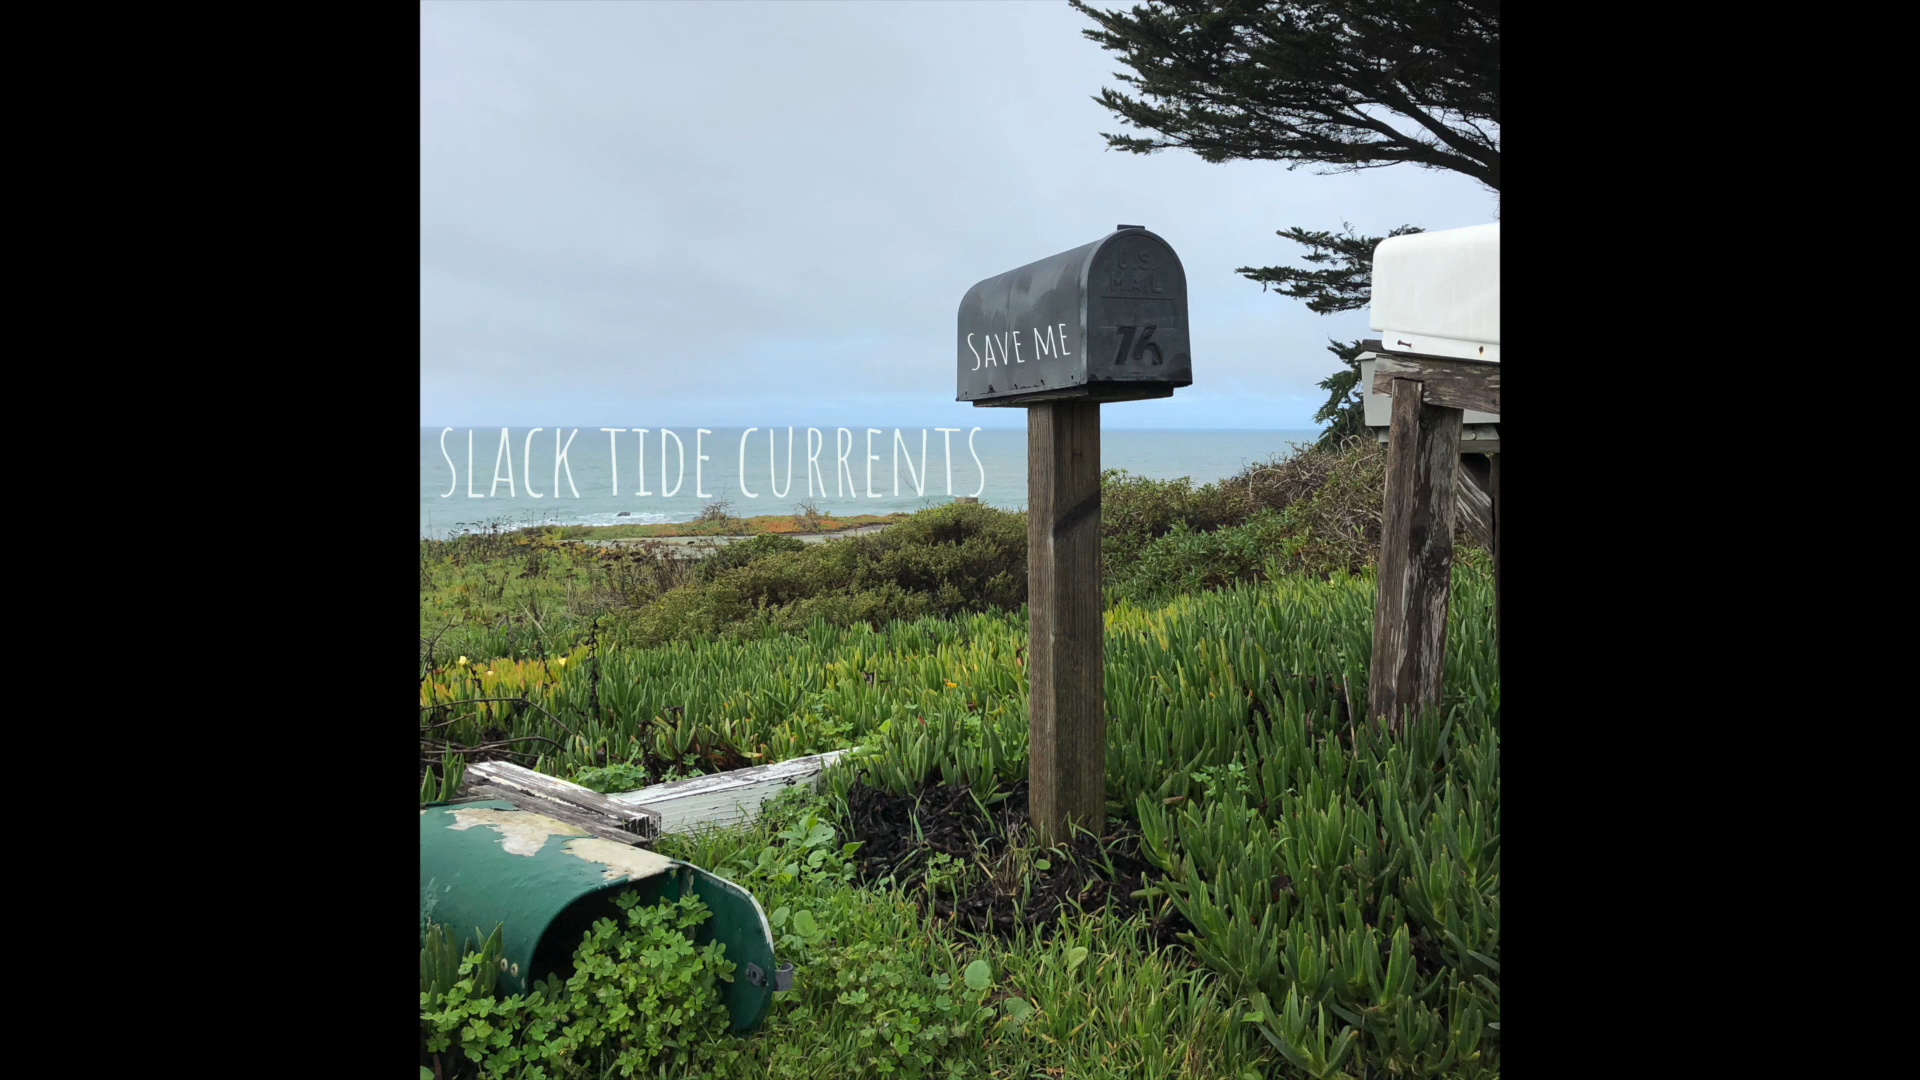 U.S.
MAIL
SAVE ME
76
SLACK TIDE CURRENTS